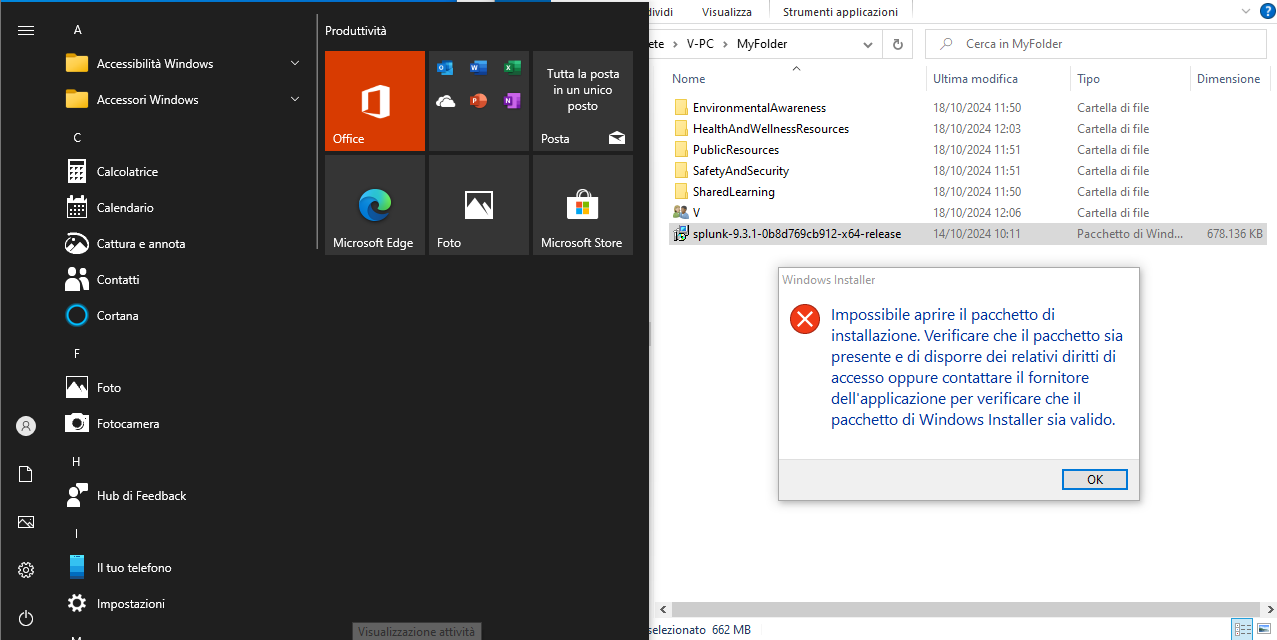 A
Accessibilità Windows
Accessori Windows
C
Calcolatrice
Calendario
Cattura e annota
Contatti
Cortana
F
Foto
Fotocamera
H
Hub di Feedback
I
Il tuo telefono
Impostazioni
Produttività
Office
Tutta la posta
in un unico
posto
Posta
Microsoft Edge
Foto
Microsoft Store
Visualizzazione attività
dividi Visualizza Strumenti applicazioni
ete › V-PC › MyFolder
Cerca in MyFolder
Nome Ultima modifica Tipo Dimensione
EnvironmentalAwareness 18/10/2024 11:50 Cartella di file
HealthAndWellnessResources 18/10/2024 12:03 Cartella di file
PublicResources 18/10/2024 11:51 Cartella di file
SafetyAndSecurity 18/10/2024 11:51 Cartella di file
SharedLearning 18/10/2024 11:50 Cartella di file
V 18/10/2024 12:06 Cartella di file
splunk-9.3.1-0b8d769cb912-x64-release 14/10/2024 10:11 Pacchetto di Wind... 678.136 KB
Windows Installer
Impossibile aprire il pacchetto di
installazione. Verificare che il pacchetto sia
presente e di disporre dei relativi diritti di
accesso oppure contattare il fornitore
dell'applicazione per verificare che il
pacchetto di Windows Installer sia valido.
OK
selezionato 662 MB